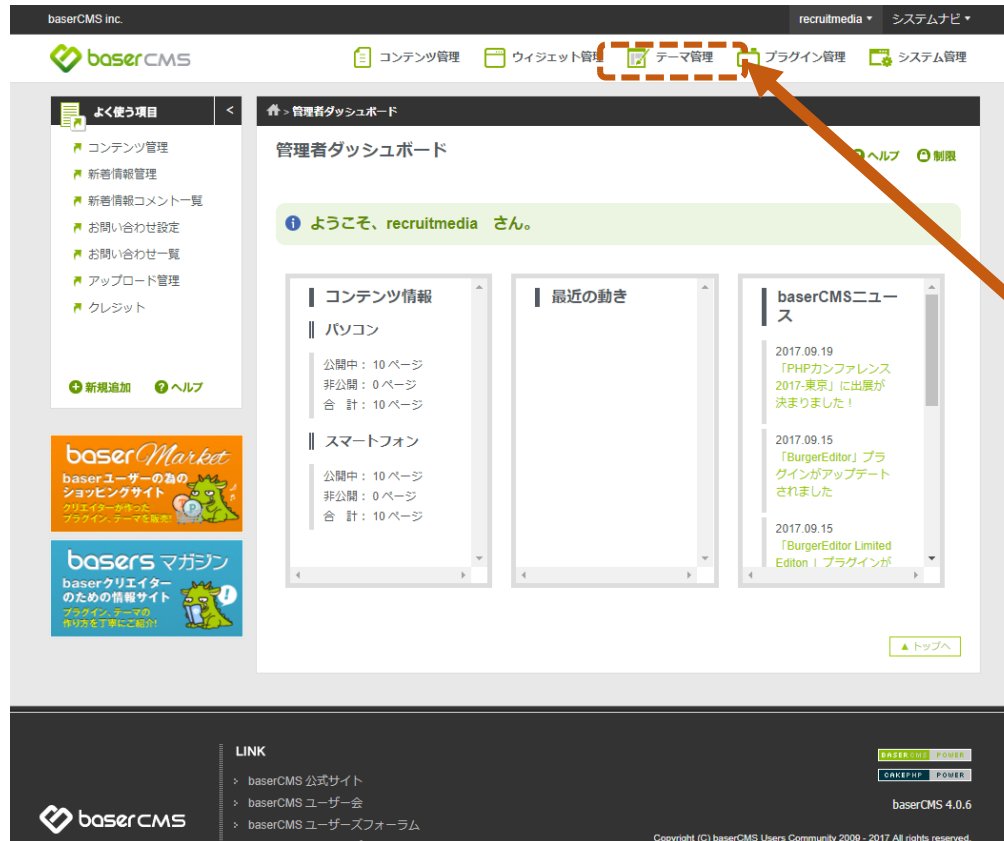 baserCMS inc.
recruitmedia ▾
システムナビ ▾
baserCMS
コンテンツ管理
ウィジェット管理
テーマ管理
プラグイン管理
システム管理
よく使う項目
<
> 管理者ダッシュボード
コンテンツ管理
新着情報管理
新着情報コメント一覧
お問い合わせ設定
お問い合わせ一覧
アップロード管理
クレジット
新規追加
ヘルプ
管理者ダッシュボード
ヘルプ
制限
ようこそ、recruitmedia さん。
コンテンツ情報
パソコン
公開中： 10 ページ
非公開： 0 ページ
合 計： 10 ページ
スマートフォン
公開中： 10 ページ
非公開： 0 ページ
合 計： 10 ページ
最近の動き
baserCMSニュー
ス
2017.09.19
「PHPカンファレンス
2017-東京」に出展が
決まりました！
2017.09.15
「BurgerEditor」プラ
グインがアップデート
されました
2017.09.15
「BurgerEditor Limited
Editon 」プラグインが
baser Market
baserユーザーの為の
ショッピングサイト
クリエイターが作った
プラグイン、テーマを販売!
basers マガジン
baserクリエイター
のための情報サイト
プラグイン、テーマの
作り方を丁寧にご紹介!
▲ トップへ
LINK
> baserCMS 公式サイト
> baserCMS ユーザー会
> baserCMS ユーザーズフォーラム
baserCMS
BASERCMS POWER
CAKEPHP POWER
baserCMS 4.0.6
Copyright (C) baserCMS Users Community 2009 - 2017 All rights reserved.